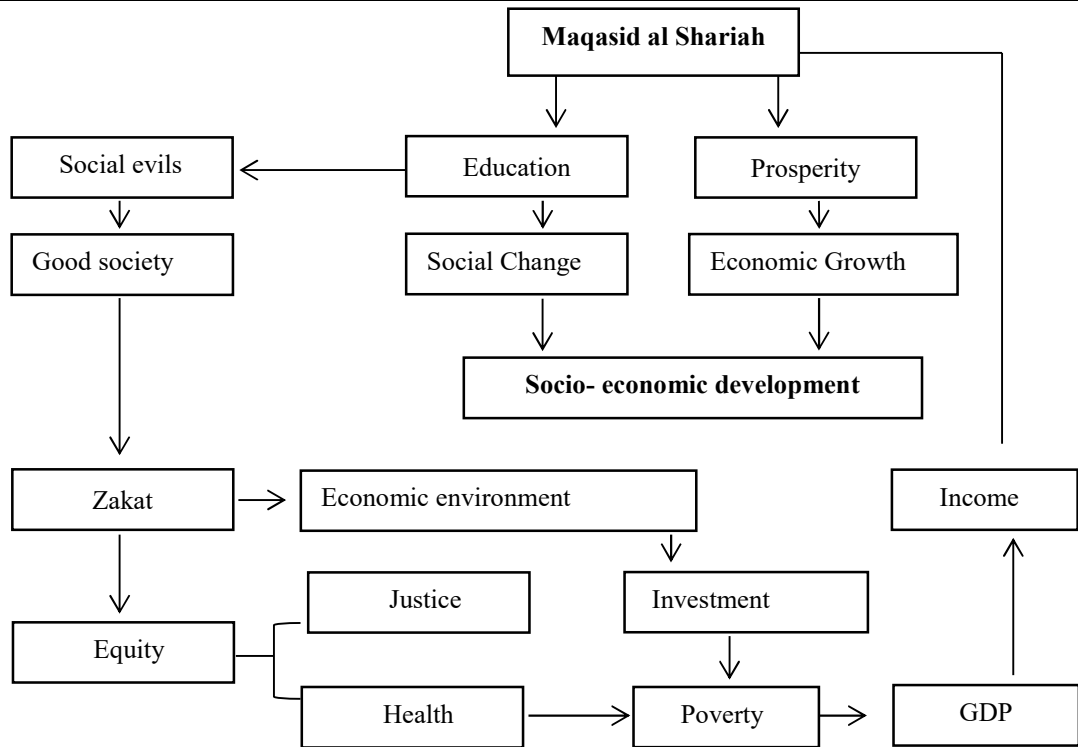 Maqasid al Shariah
Social evils
Education
Prosperity
Good society
Social Change
Economic Growth
Socio- economic development
Zakat
Economic environment
Income
Justice
Investment
Equity
Health
Poverty
GDP